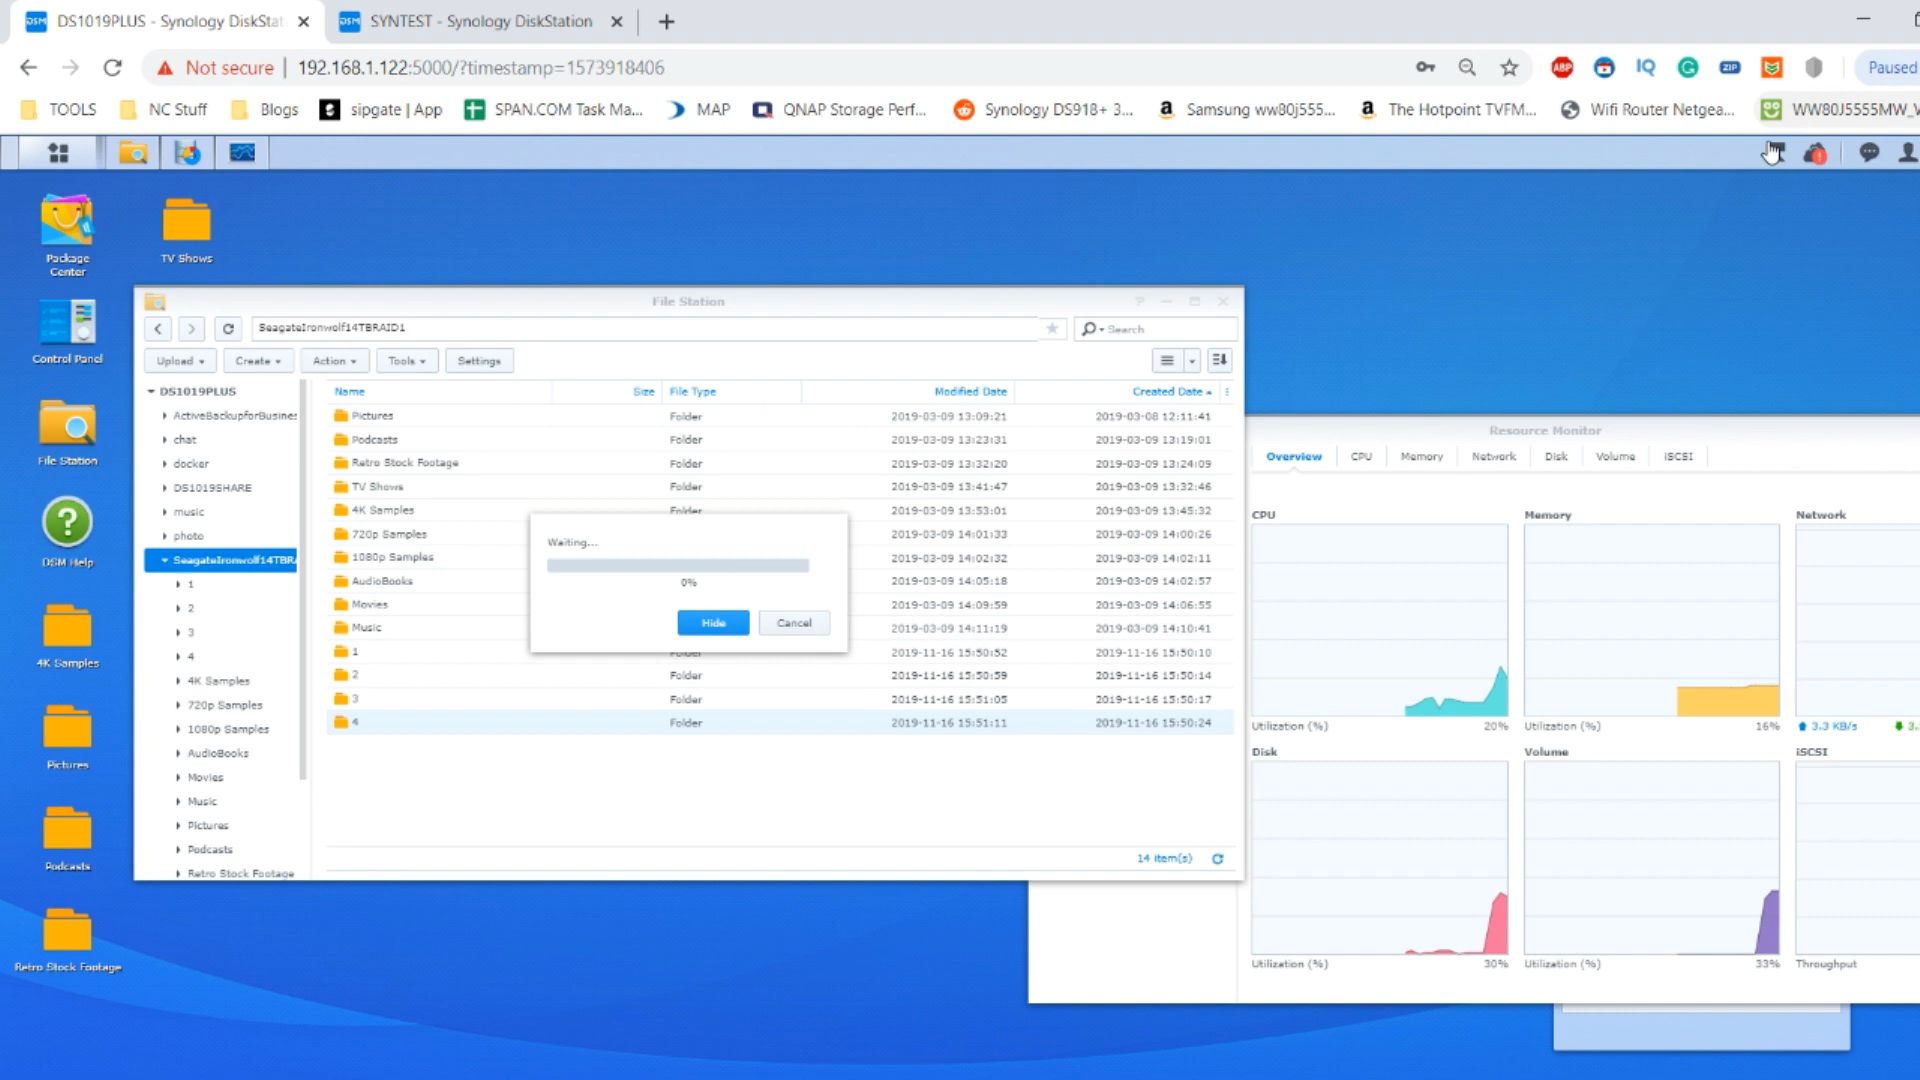 DS1019PLUS - Synology DiskStat
SYNTEST - Synology DiskStation
Not secure
192.168.1.122:5000/?timestamp=1573918406
ABP
IQ
ZIP
Paused
TOOLS
NC Stuff
Blogs
sipgate | App
SPAN.COM Task Ma...
MAP
QNAP Storage Perf...
Synology DS918+ 3...
Samsung ww80j555...
The Hotpoint TVFM...
Wifi Router Netgea...
WW80J5555MW_V
Package
Center
TV Shows
Control Panel
File Station
DSM Help
4K Samples
Pictures
Podcasts
Retro Stock Footage
File Station
SeagateIronwolf14TBRAID1
Search
Upload
Create
Action
Tools
Settings
DS1019PLUS
ActiveBackupforBusines
chat
docker
DS1019SHARE
music
photo
SeagateIronwolf14TBRA
1
2
3
4
4K Samples
720p Samples
1080p Samples
AudioBooks
Movies
Music
Pictures
Podcasts
Retro Stock Footage
Name Size File Type Modified Date Created Date
Pictures Folder 2019-03-09 13:09:21 2019-03-08 12:11:41
Podcasts Folder 2019-03-09 13:23:31 2019-03-09 13:19:01
Retro Stock Footage Folder 2019-03-09 13:32:20 2019-03-09 13:24:09
TV Shows Folder 2019-03-09 13:41:47 2019-03-09 13:32:46
4K Samples Folder 2019-03-09 13:53:01 2019-03-09 13:45:32
720p Samples 2019-03-09 14:01:33 2019-03-09 14:00:26
1080p Samples 2019-03-09 14:02:32 2019-03-09 14:02:11
AudioBooks 2019-03-09 14:05:18 2019-03-09 14:02:57
Movies 2019-03-09 14:09:59 2019-03-09 14:06:55
Music 2019-03-09 14:11:19 2019-03-09 14:10:41
1 Folder 2019-11-16 15:50:52 2019-11-16 15:50:10
2 Folder 2019-11-16 15:50:59 2019-11-16 15:50:14
3 Folder 2019-11-16 15:51:05 2019-11-16 15:50:17
4 Folder 2019-11-16 15:51:11 2019-11-16 15:50:24
14 item(s)
Waiting...
0%
Hide
Cancel
Resource Monitor
Overview
CPU
Memory
Network
Disk
Volume
iSCSI
CPU
Memory
Network
Utilization (%) 20%
Utilization (%) 16%
3.3 KB/s
3.
Disk
Volume
iSCSI
Utilization (%) 30%
Utilization (%) 33%
Throughput